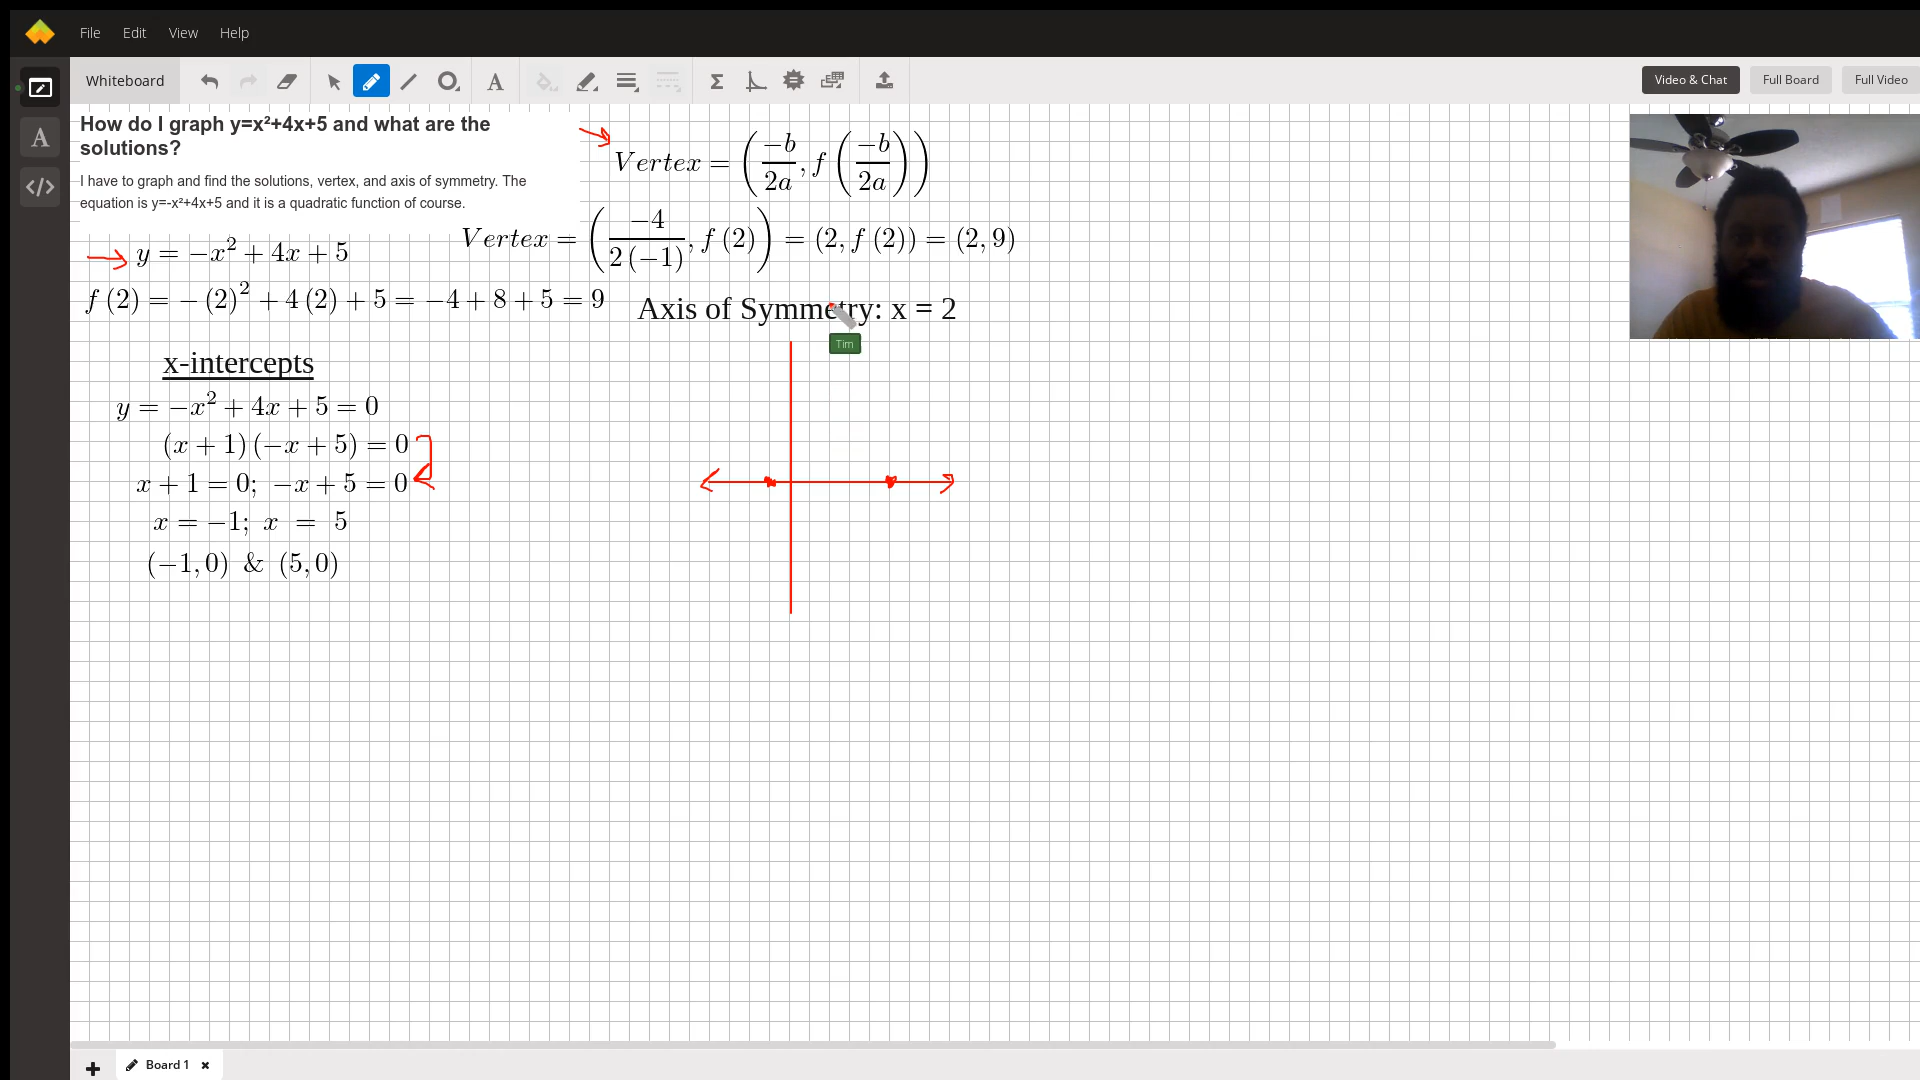 File Edit View Help
Whiteboard
A
Σ
Video & Chat
Full Board
Full Video
A
</>
How do I graph y=x²+4x+5 and what are the
solutions?
I have to graph and find the solutions, vertex, and axis of symmetry. The
equation is y=-x²+4x+5 and it is a quadratic function of course.
Vertex = (−b/2a, f(−b/2a))
Vertex = (−4/2(−1), f(2)) = (2, f(2)) = (2, 9)
y = −x² + 4x + 5
f(2) = −(2)² + 4(2) + 5 = −4 + 8 + 5 = 9
Axis of Symmetry: x = 2
Tim
x-intercepts
y = −x² + 4x + 5 = 0
(x + 1)(−x + 5) = 0
x + 1 = 0; −x + 5 = 0
x = −1; x = 5
(−1, 0) & (5, 0)
Board 1